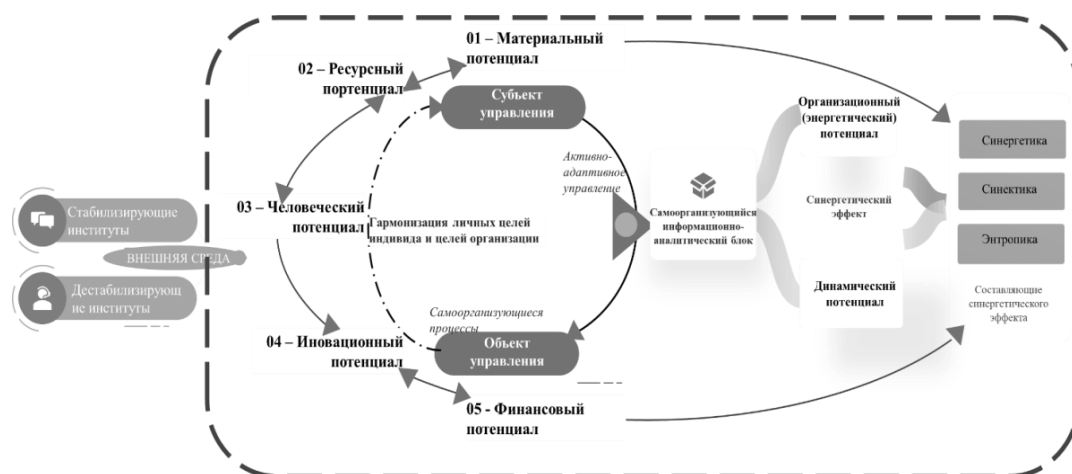 01 – Материальный
потенциал
02 – Ресурсный
портенциал
Субъект
управления
Организационный
(энергетический)
потенциал
Синергетика
Активно-
адаптивное
управление
Стабилизирующие
институты
03 – Человеческий
потенциал
Гармонизация личных целей
индивида и целей организации
Самоорганизующийся
информационно-
аналитический блок
Синергетический
эффект
Синектика
Энтропика
ВНЕШНЯЯ СРЕДА
Дестабилизирующ
ие институты
Динамический
потенциал
Составляющие
синергетического
эффекта
Самоорганизующиеся
процессы
04 – Иновационный
потенциал
Объект
управления
05 - Финансовый
потенциал